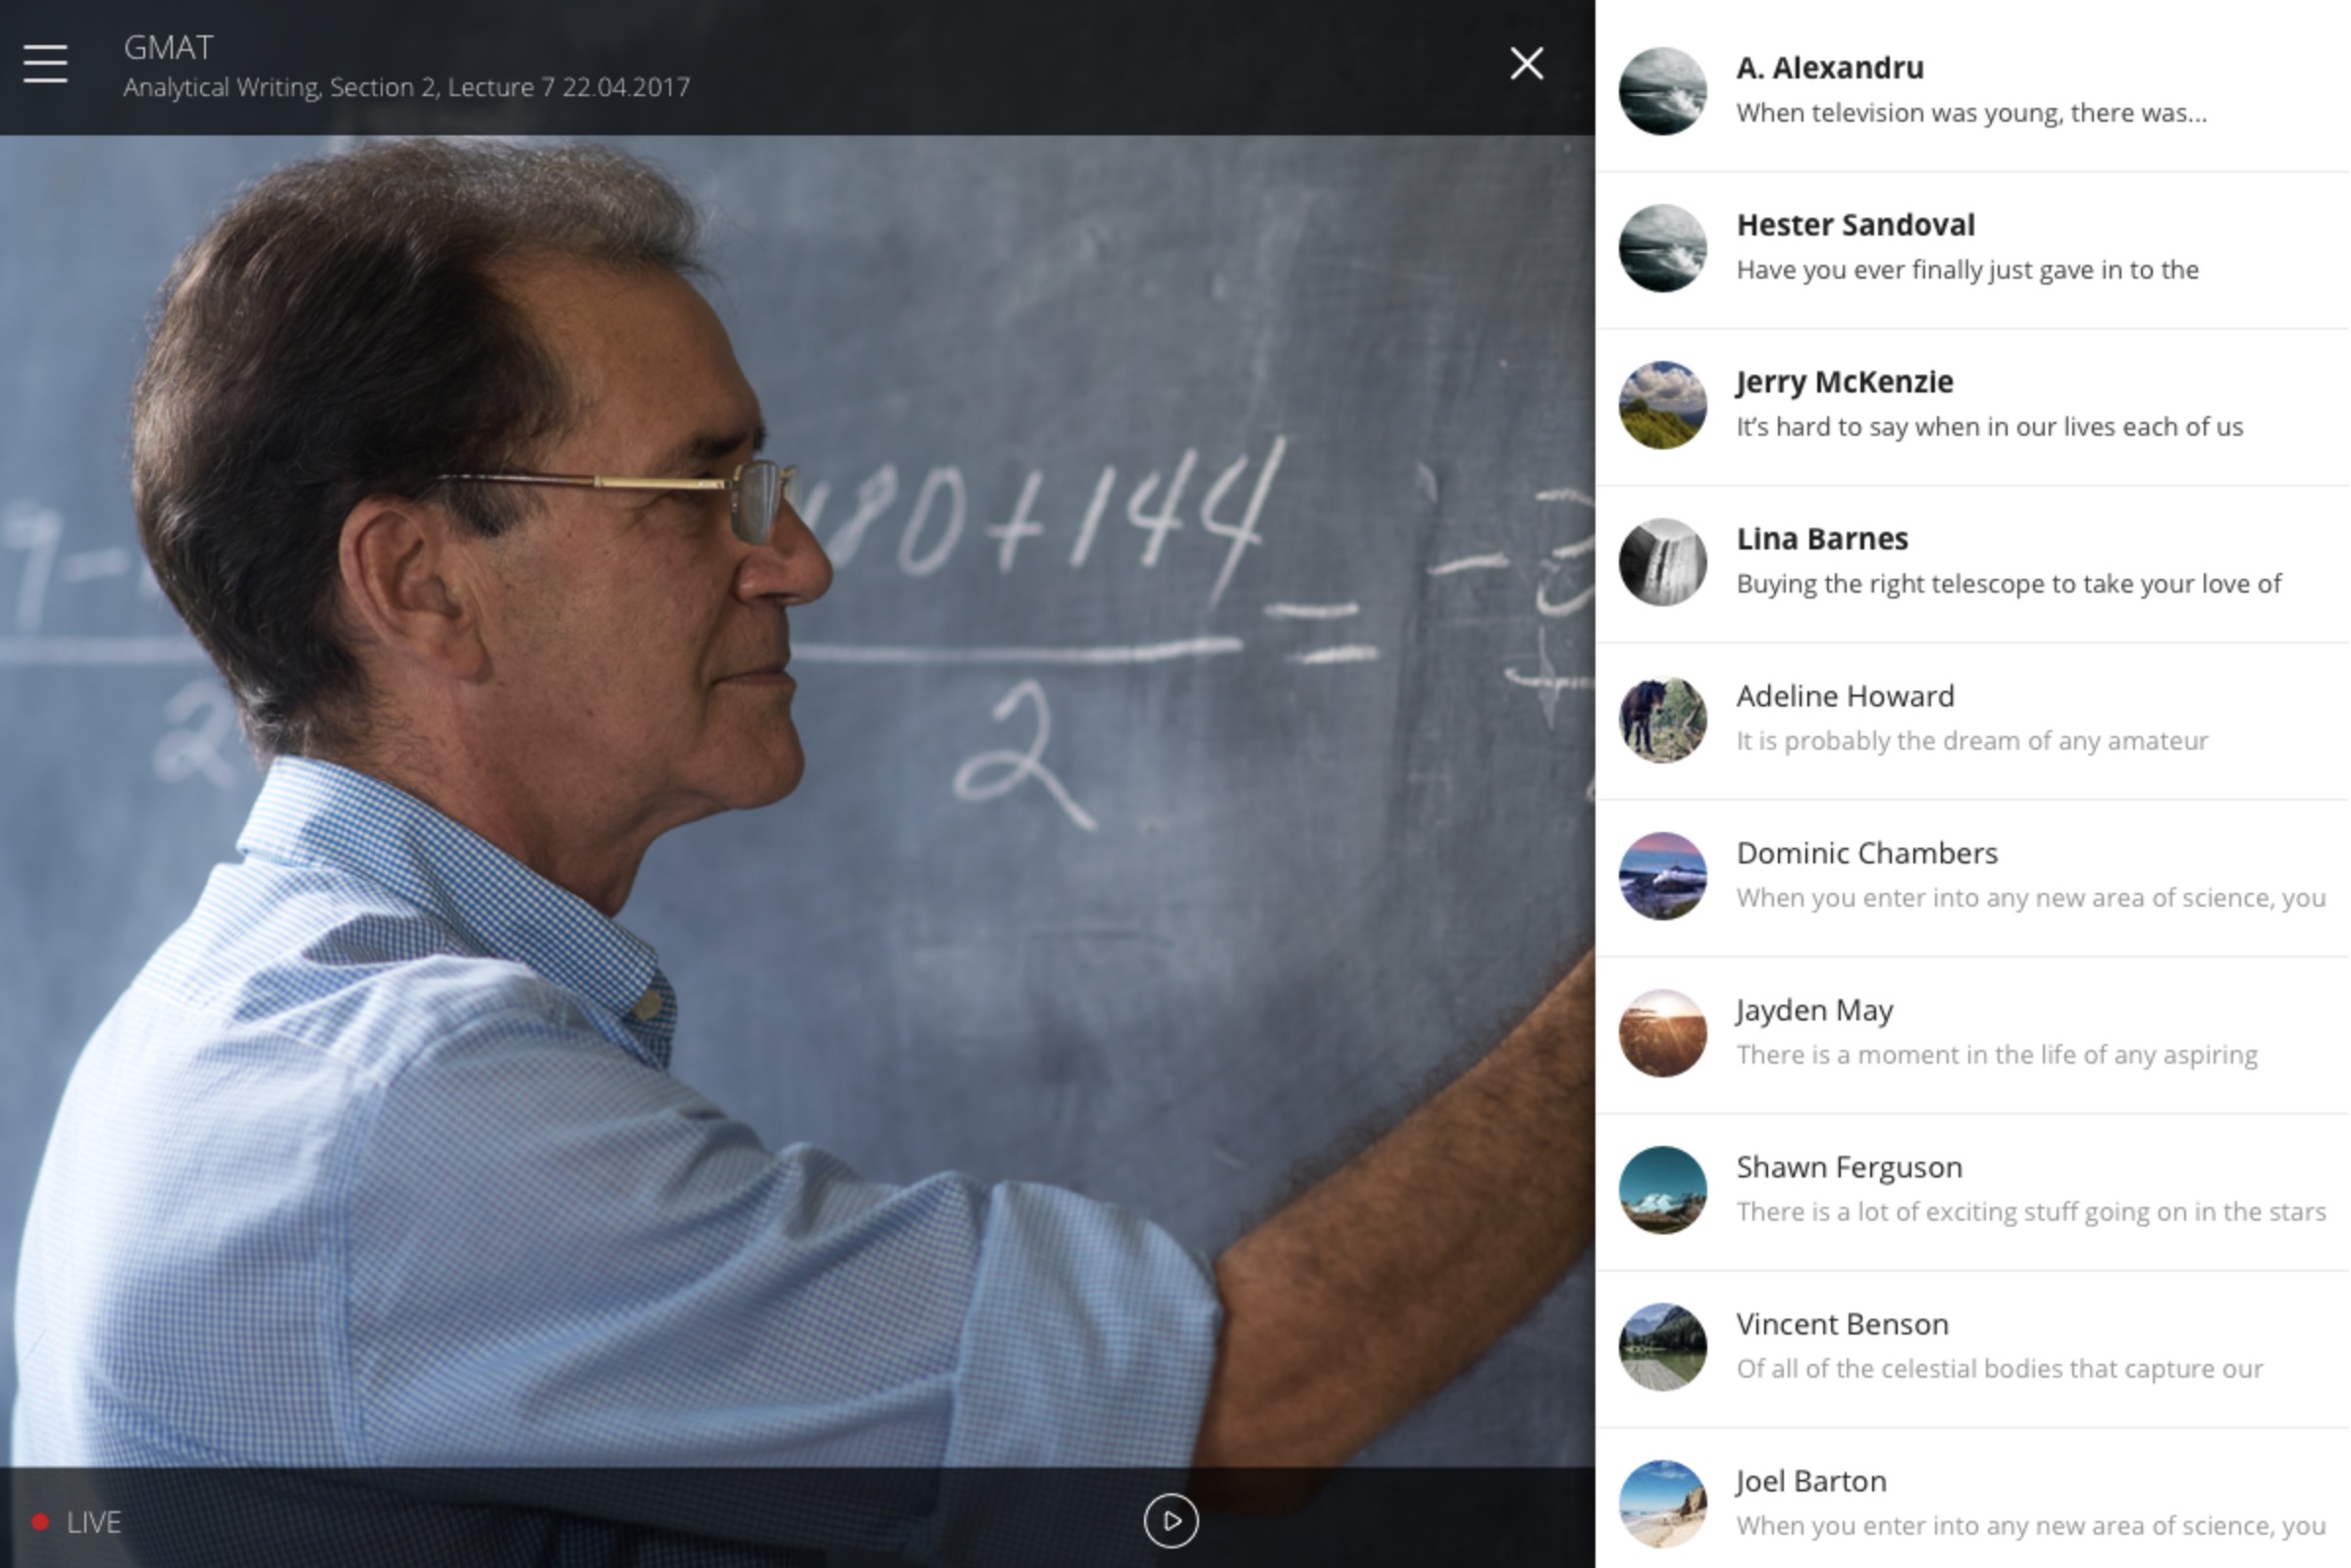 GMAT
Analytical Writing, Section 2, Lecture 7 22.04.2017
180+144
=
2
2
LIVE
A. Alexandru
When television was young, there was...
Hester Sandoval
Have you ever finally just gave in to the
Jerry McKenzie
It’s hard to say when in our lives each of us
Lina Barnes
Buying the right telescope to take your love of
Adeline Howard
It is probably the dream of any amateur
Dominic Chambers
When you enter into any new area of science, you
Jayden May
There is a moment in the life of any aspiring
Shawn Ferguson
There is a lot of exciting stuff going on in the stars
Vincent Benson
Of all of the celestial bodies that capture our
Joel Barton
When you enter into any new area of science, you